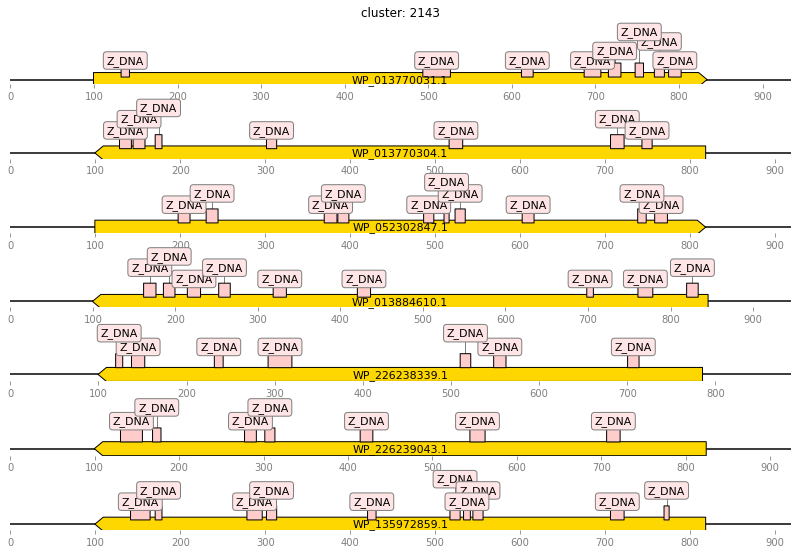 cluster: 2143
Z_DNA
Z_DNA Z_DNA
Z_DNA Z_DNA Z_DNA Z_DNA Z_DNA
WP_013770031.1
0 100 200 300 400 500 600 700 800 900
Z_DNA
Z_DNA Z_DNA
Z_DNA Z_DNA Z_DNA Z_DNA
WP_013770304.1
0 100 200 300 400 500 600 700 800 900
Z_DNA
Z_DNA Z_DNA Z_DNA Z_DNA
Z_DNA Z_DNA Z_DNA Z_DNA Z_DNA
WP_052302847.1
0 100 200 300 400 500 600 700 800 900
Z_DNA
Z_DNA Z_DNA
Z_DNA Z_DNA Z_DNA Z_DNA Z_DNA Z_DNA
WP_013884610.1
0 100 200 300 400 500 600 700 800 900
Z_DNA Z_DNA
Z_DNA Z_DNA Z_DNA Z_DNA Z_DNA
WP_226238339.1
0 100 200 300 400 500 600 700 800
Z_DNA Z_DNA
Z_DNA Z_DNA Z_DNA Z_DNA Z_DNA
WP_226239043.1
0 100 200 300 400 500 600 700 800 900
Z_DNA
Z_DNA Z_DNA Z_DNA Z_DNA
Z_DNA Z_DNA Z_DNA Z_DNA Z_DNA
WP_135972859.1
0 100 200 300 400 500 600 700 800 900